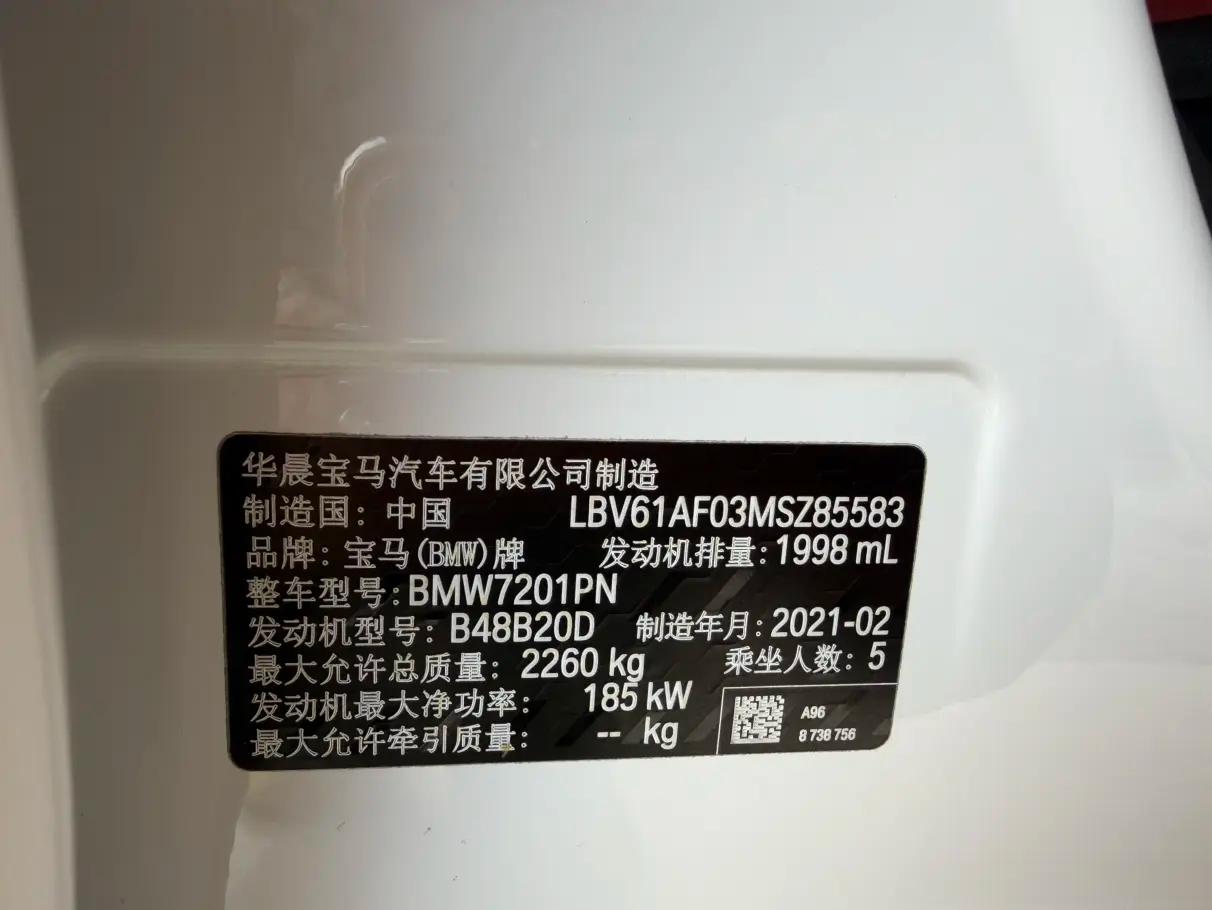 华晨宝马汽车有限公司制造
制造国：中国 LBV61AF03MSZ85583
品牌：宝马(BMW)牌 发动机排量：1998 mL
整车型号：BMW7201PN
发动机型号：B48B20D 制造年月：2021-02
最大允许总质量：2260 kg 乘坐人数：5
发动机最大净功率：185 kW
最大允许牵引质量：-- kg
A96
8 738 756